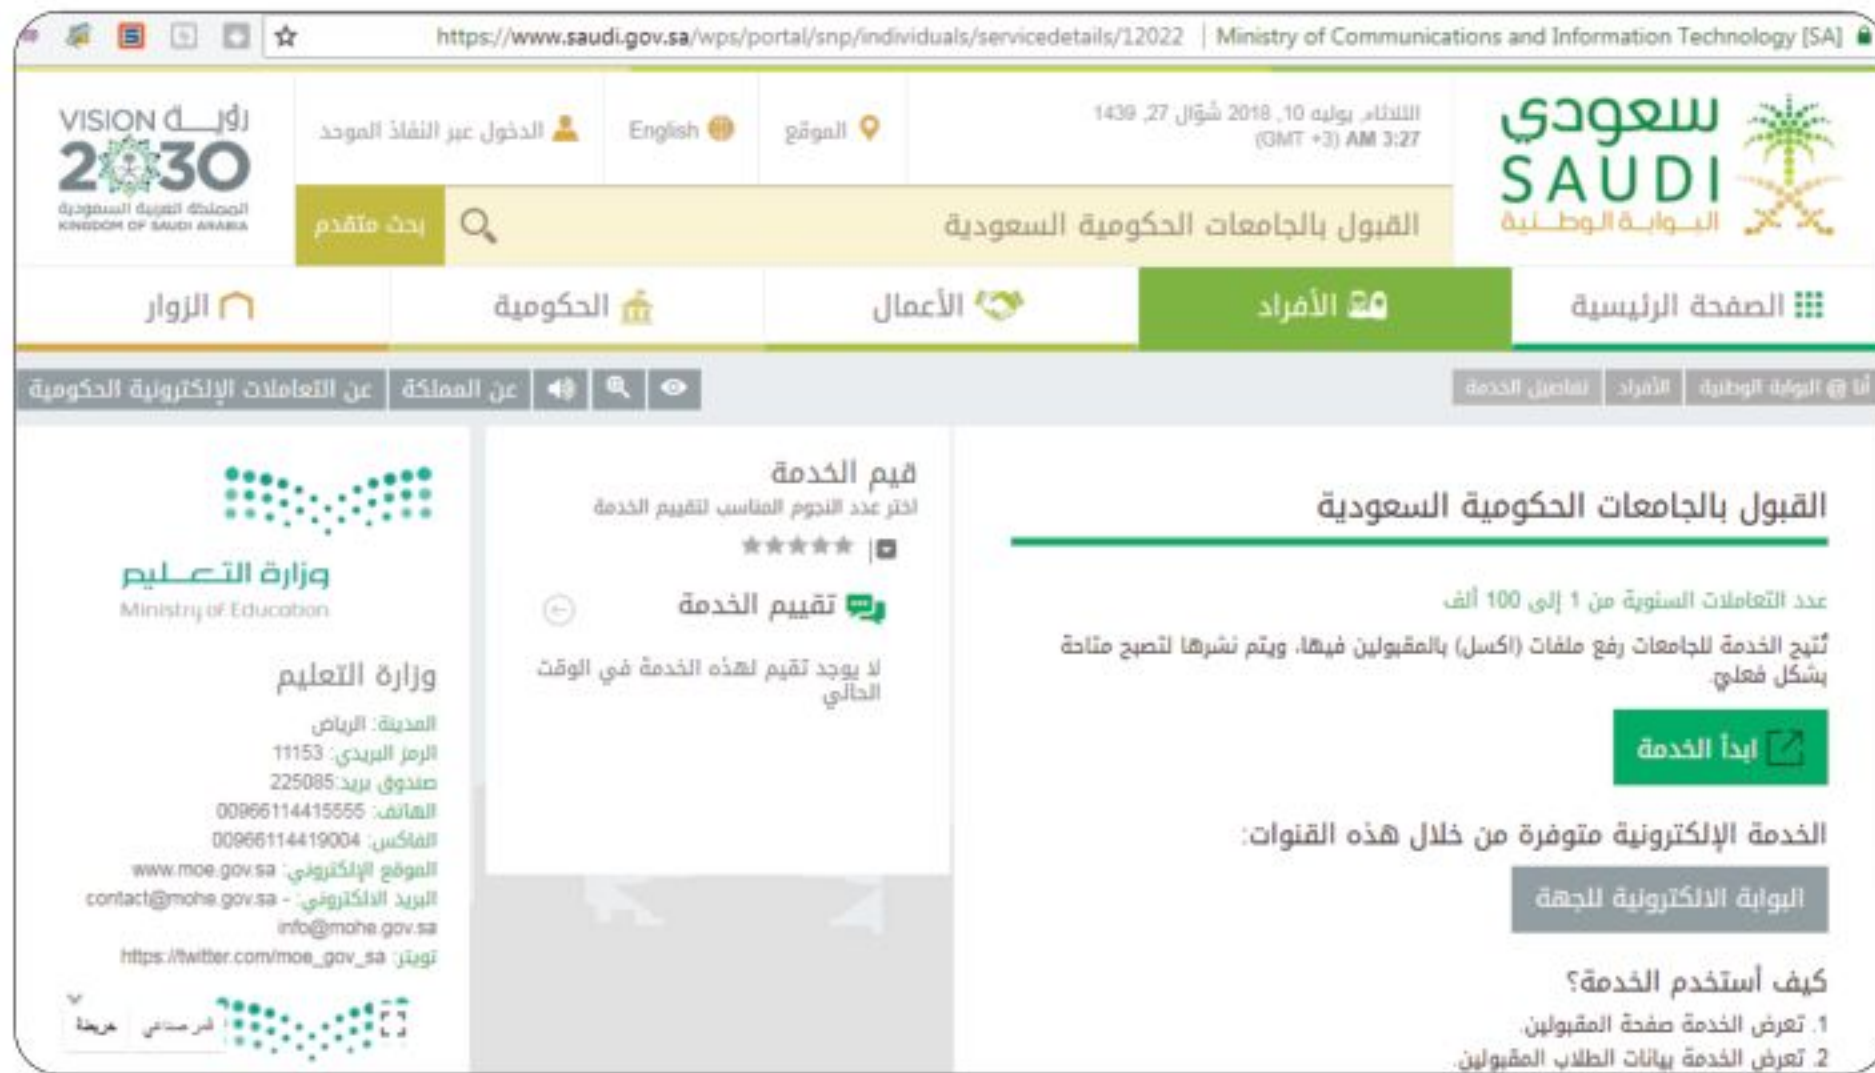 https://www.saudi.gov.sa/wps/portal/snp/individuals/servicedetails/12022 | Ministry of Communications and Information Technology [SA]
سعودي
SAUDI
البوابة الوطنية
الثلاثاء, يوليه 10, 2018 شوّال 27, 1439
(GMT +3) AM 3:27
الموقع
English
الدخول عبر النفاذ الموحد
VISION رؤية
2030
المملكة العربية السعودية
KINGDOM OF SAUDI ARABIA
القبول بالجامعات الحكومية السعودية
بحث متقدم
الصفحة الرئيسية
الأفراد
الأعمال
الحكومية
الزوار
أنا @ البوابة الوطنية
الأفراد
تفاصيل الخدمة
عن المملكة
عن التعاملات الإلكترونية الحكومية
القبول بالجامعات الحكومية السعودية
عدد التعاملات السنوية من 1 إلى 100 ألف
تُتيح الخدمة للجامعات رفع ملفات (اكسل) بالمقبولين فيها، ويتم نشرها لتصبح متاحة
بشكل فعليّ.
ابدأ الخدمة
الخدمة الإلكترونية متوفرة من خلال هذه القنوات:
البوابة الالكترونية للجهة
كيف أستخدم الخدمة؟
1. تعرض الخدمة صفحة المقبولين.
2. تعرض الخدمة بيانات الطلاب المقبولين.
قيم الخدمة
اختر عدد النجوم المناسب لتقييم الخدمة
تقييم الخدمة
لا يوجد تقيم لهذه الخدمة في الوقت
الحالي
وزارة التعليم
Ministry of Education
وزارة التعليم
المدينة: الرياض
الرمز البريدي: 11153
صندوق بريد:225085
الهاتف: 00966114415555
الفاكس: 00966114419004
الموقع الإلكتروني: www.moe.gov.sa
البريد الالكتروني: - contact@mohe.gov.sa
info@mohe.gov.sa
تويتر: https://twitter.com/moe_gov_sa
قمر صناعي
خريطة